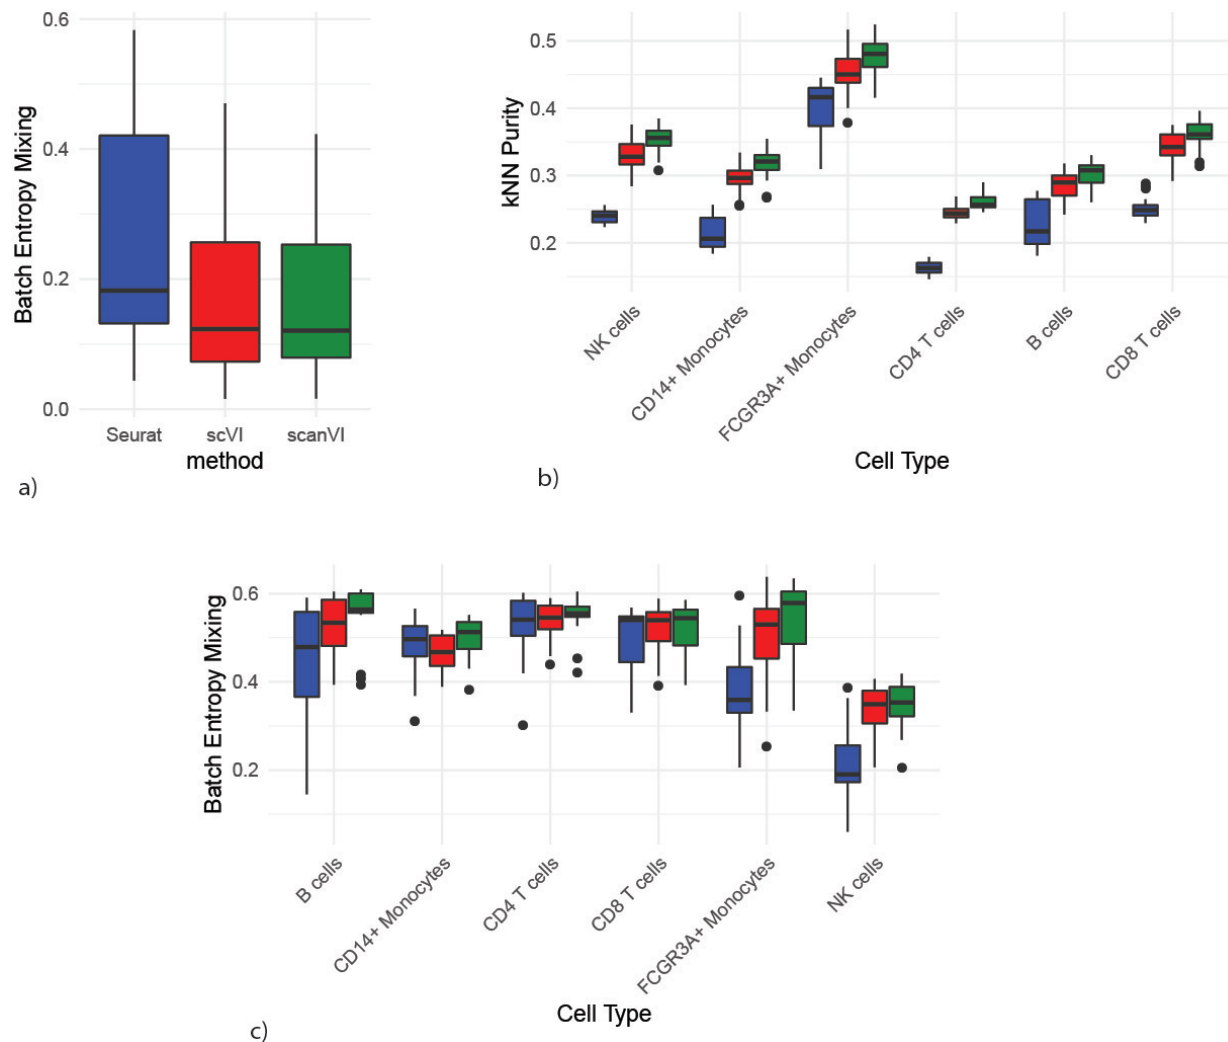 0.6
0.4
0.2
0.0
Batch Entropy Mixing
Seurat scVI scanVI
method
a)
0.5
0.4
0.3
0.2
kNN Purity
NK cells
CD14+ Monocytes
FCGR3A+ Monocytes
CD4 T cells
B cells
CD8 T cells
Cell Type
b)
0.6
0.4
0.2
Batch Entropy Mixing
B cells
CD14+ Monocytes
CD4 T cells
CD8 T cells
FCGR3A+ Monocytes
NK cells
Cell Type
c)